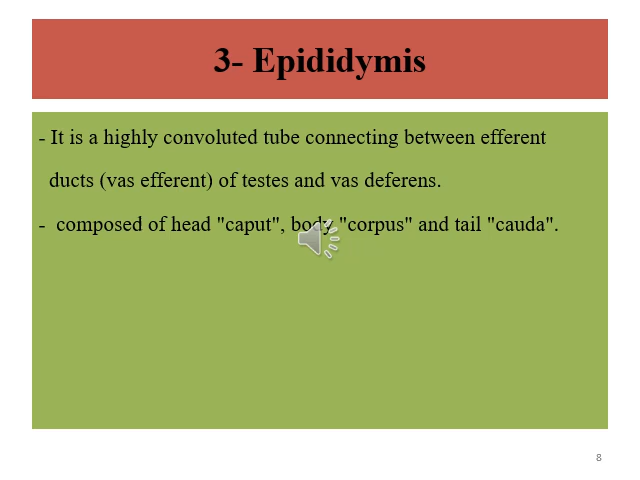 3- Epididymis
- It is a highly convoluted tube connecting between efferent
ducts (vas efferent) of testes and vas deferens.
- composed of head "caput", body "corpus" and tail "cauda".
8